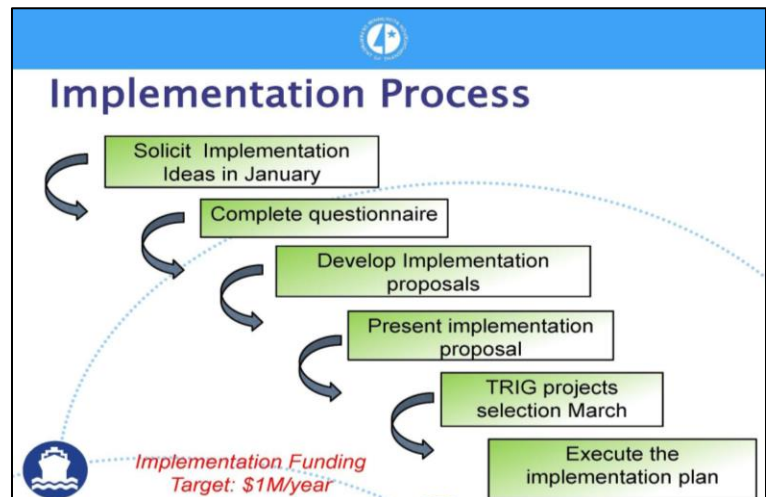 Implementation Process
Solicit Implementation
Ideas in January
Complete questionnaire
Develop Implementation
proposals
Present implementation
proposal
TRIG projects
selection March
Execute the
implementation plan
Implementation Funding
Target: $1M/year